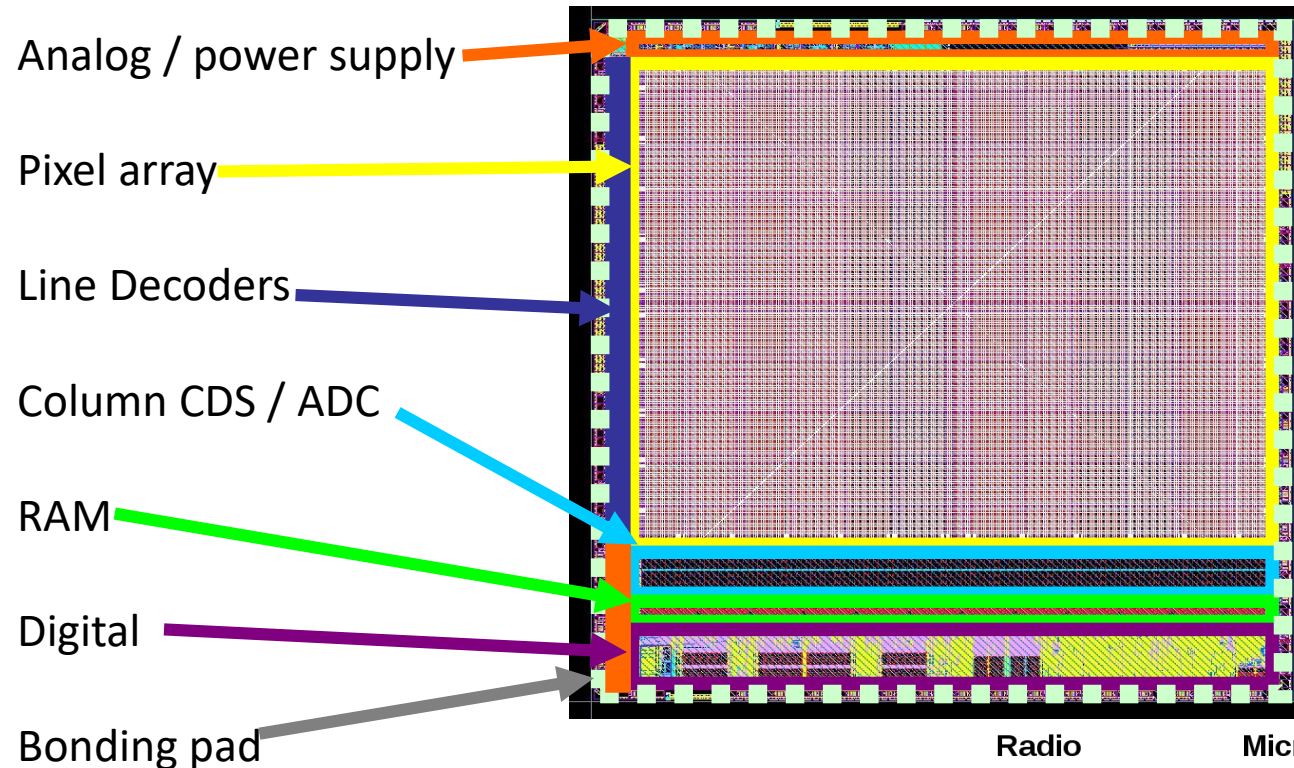 Analog / power supply
Pixel array
Line Decoders
Column CDS / ADC
RAM
Digital
Bonding pad
Radio